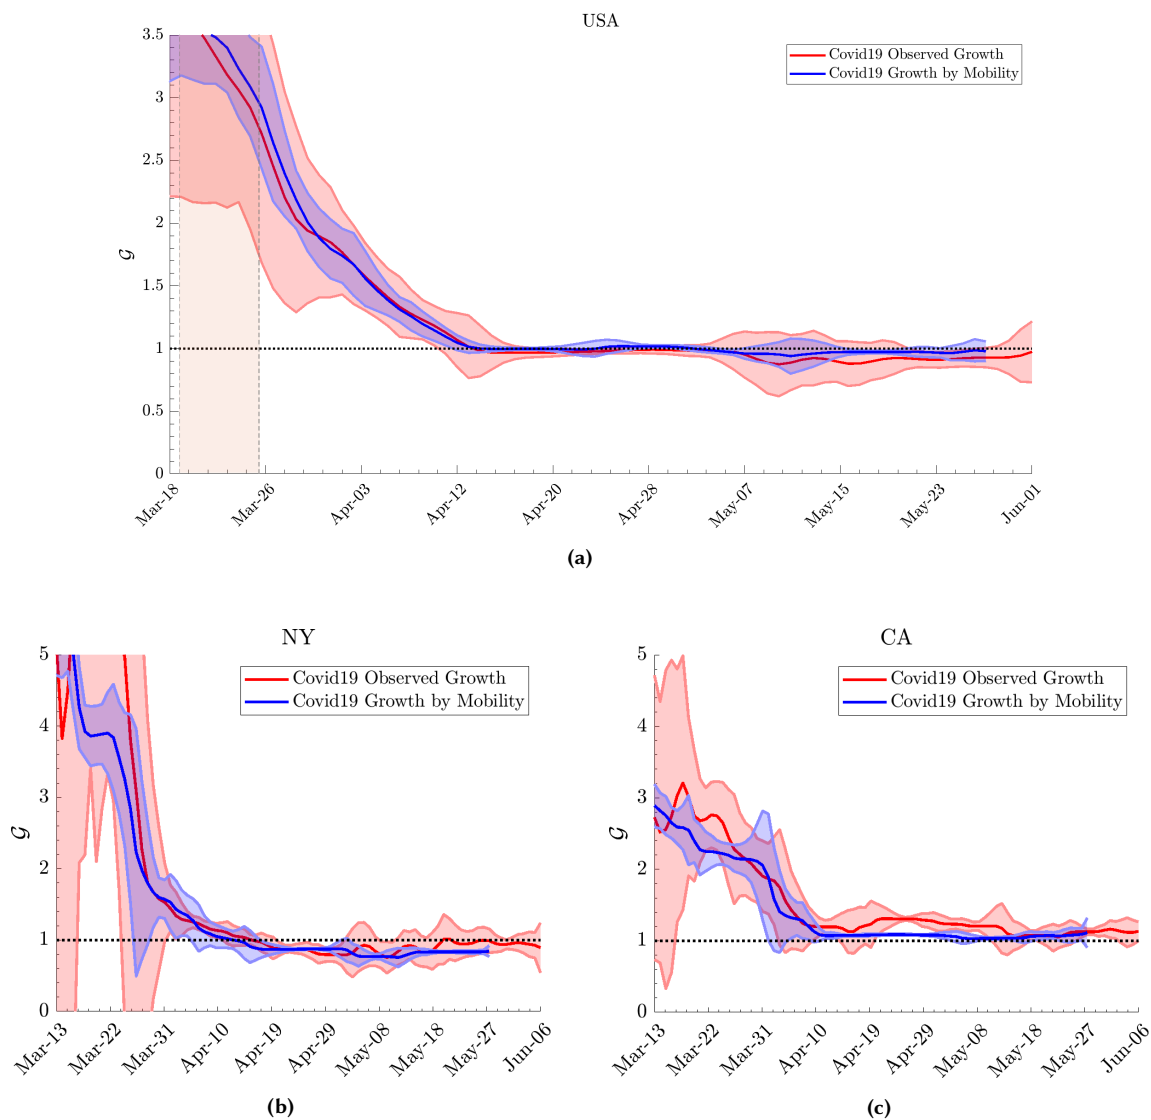 USA
3.5
3
2.5
2
1.5
1
0.5
0
𝒢
Covid19 Observed Growth
Covid19 Growth by Mobility
Mar-18
Mar-26
Apr-03
Apr-12
Apr-20
Apr-28
May-07
May-15
May-23
Jun-01
(a)
NY
5
4
3
2
1
0
𝒢
Covid19 Observed Growth
Covid19 Growth by Mobility
Mar-13
Mar-22
Mar-31
Apr-10
Apr-19
Apr-29
May-08
May-18
May-27
Jun-06
(b)
CA
5
4
3
2
1
0
𝒢
Covid19 Observed Growth
Covid19 Growth by Mobility
Mar-13
Mar-22
Mar-31
Apr-10
Apr-19
Apr-29
May-08
May-18
May-27
Jun-06
(c)